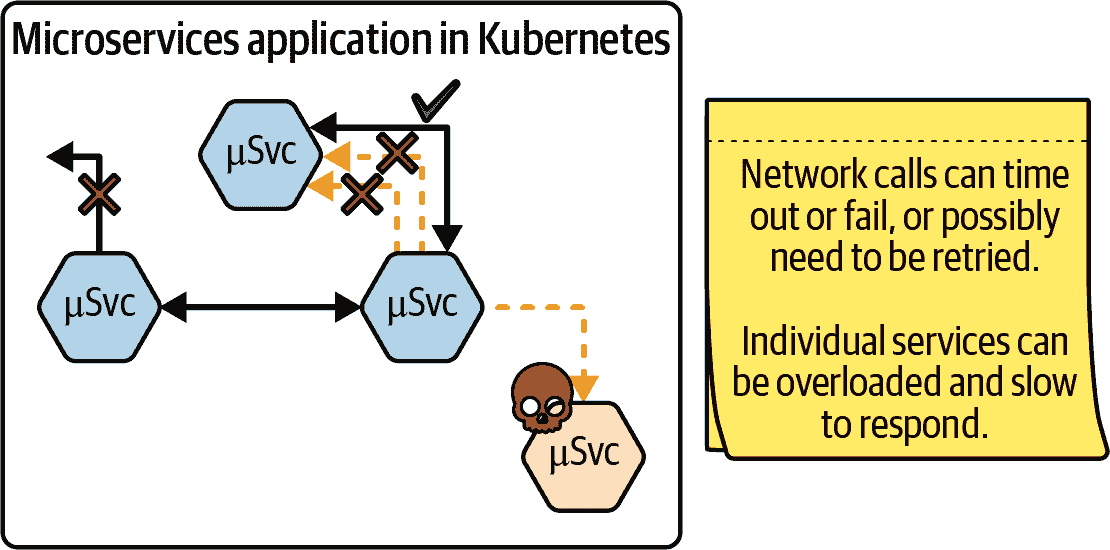 Microservices application in Kubernetes
μSvc
μSvc
μSvc
μSvc
Network calls can time
out or fail, or possibly
need to be retried.
Individual services can
be overloaded and slow
to respond.